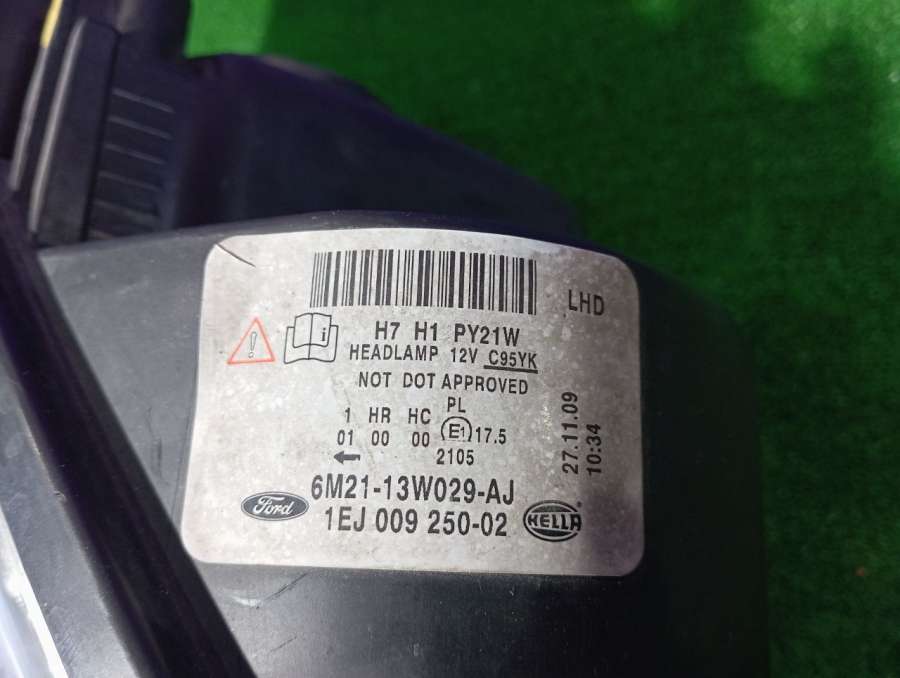 LHD
H7 H1 PY21W
HEADLAMP 12V C95YK
NOT DOT APPROVED
PL
1 HR HC
01 00 00 E1 17.5
2105
27.11.09
10:34
6M21-13W029-AJ
Ford
1EJ 009 250-02
HELLA